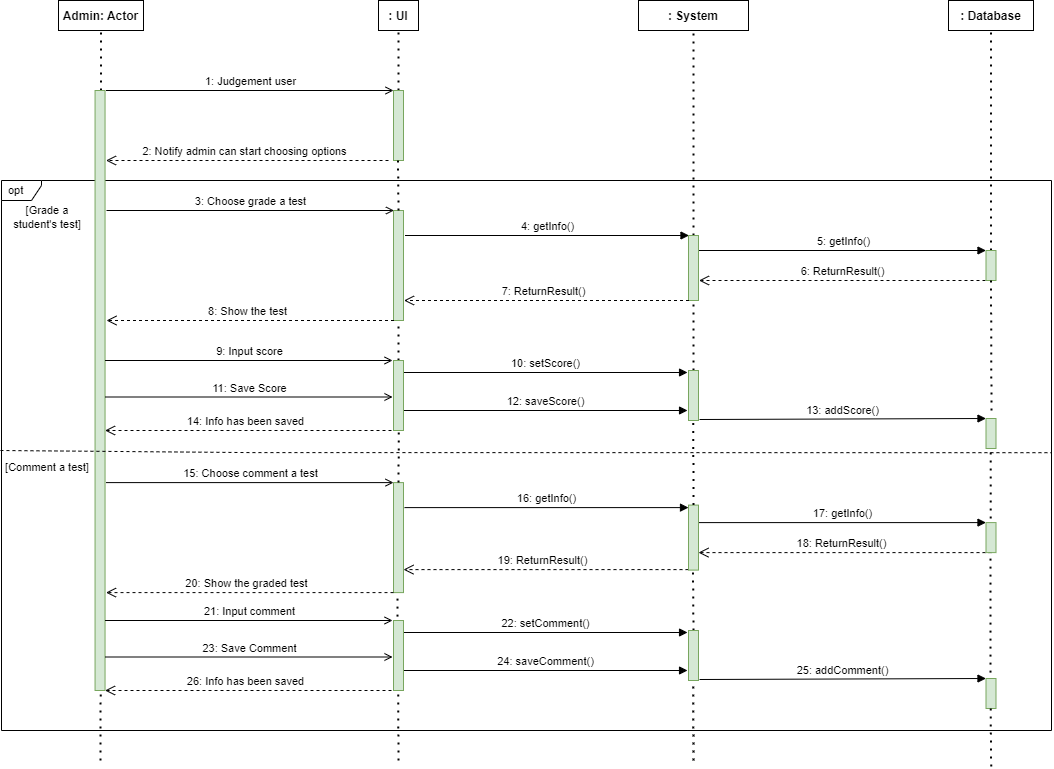 Admin: Actor
: UI
: System
: Database
1: Judgement user
2: Notify admin can start choosing options
opt
[Grade a
student's test]
3: Choose grade a test
4: getInfo()
5: getInfo()
6: ReturnResult()
7: ReturnResult()
8: Show the test
9: Input score
10: setScore()
11: Save Score
12: saveScore()
13: addScore()
14: Info has been saved
[Comment a test]
15: Choose comment a test
16: getInfo()
17: getInfo()
18: ReturnResult()
19: ReturnResult()
20: Show the graded test
21: Input comment
22: setComment()
23: Save Comment
24: saveComment()
25: addComment()
26: Info has been saved